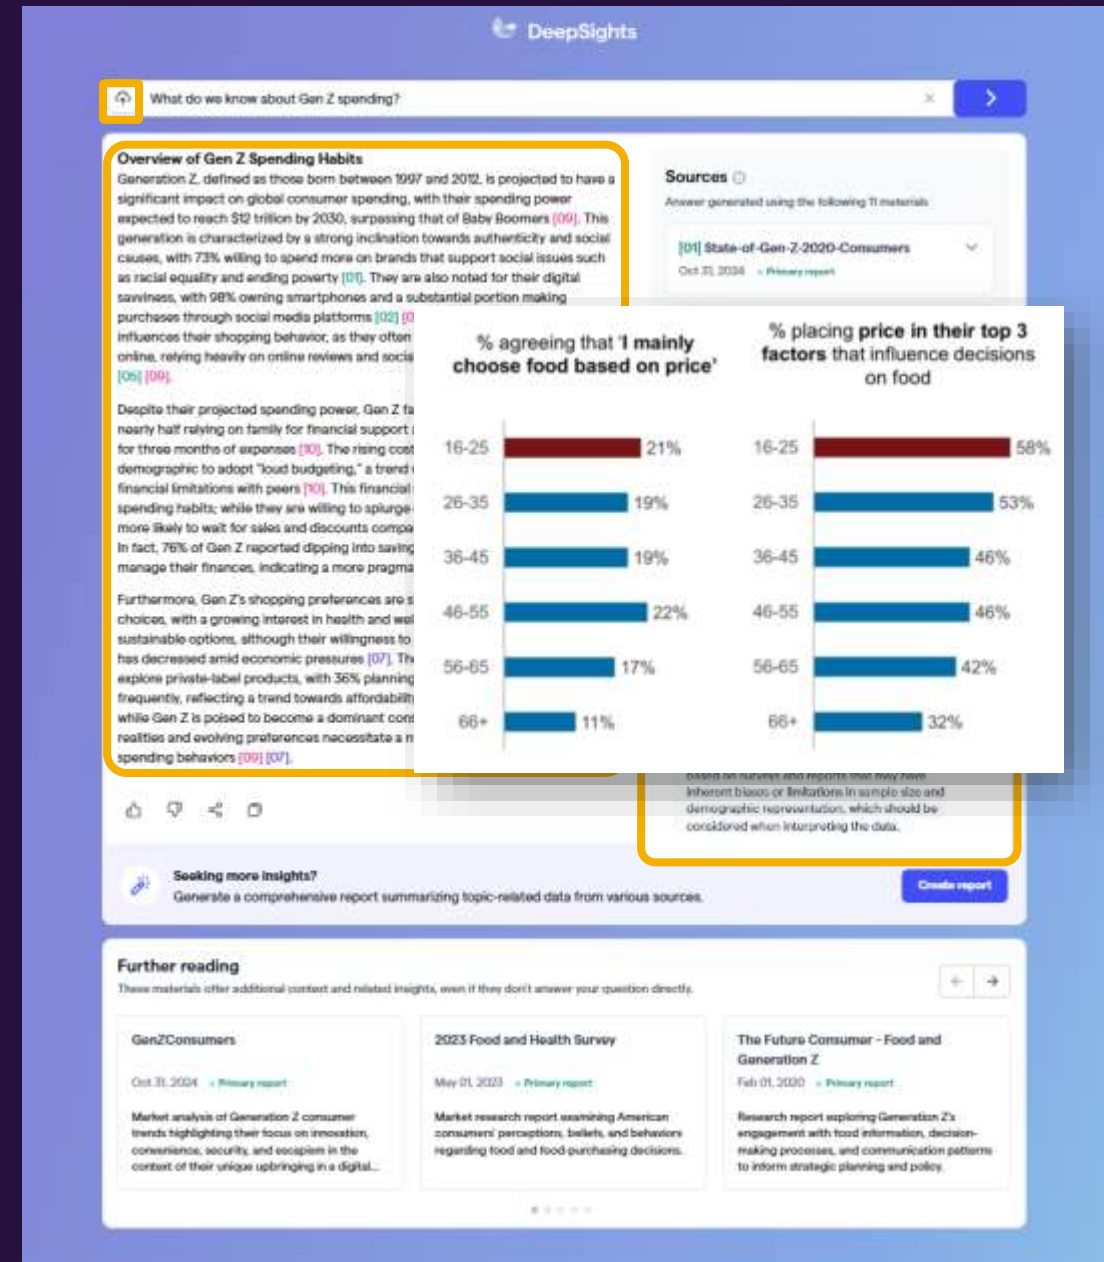 DeepSights
What do we know about Gen Z spending?
Overview of Gen Z Spending Habits
Generation Z, defined as those born between 1997 and 2012, is projected to have a
significant impact on global consumer spending, with their spending power
expected to reach $12 trillion by 2030, surpassing that of Baby Boomers [09]. This
generation is characterized by a strong inclination towards authenticity and social
causes, with 73% willing to spend more on brands that support social issues such
as racial equality and ending poverty [01]. They are also noted for their digital
savviness, with 98% owning smartphones and a substantial portion making
purchases through social media platforms [02]
influences their shopping behavior, as they often
online, relying heavily on online reviews and socia
[05] [09].
Despite their projected spending power, Gen Z fa
nearly half relying on family for financial support
for three months of expenses [10]. The rising cost
demographic to adopt "loud budgeting," a trend
financial limitations with peers [10]. This financial
spending habits; while they are willing to splurge
more likely to wait for sales and discounts compa
In fact, 76% of Gen Z reported dipping into saving
manage their finances, indicating a more pragma
Furthermore, Gen Z's shopping preferences are s
choices, with a growing interest in health and wel
sustainable options, although their willingness to
has decreased amid economic pressures [07]. Th
explore private-label products, with 36% planning
frequently, reflecting a trend towards affordability
while Gen Z is poised to become a dominant cons
realities and evolving preferences necessitate a n
spending behaviors [09] [07].
Sources
Answer generated using the following 11 materials
[01] State-of-Gen-Z-2020-Consumers
Oct 31, 2024 Primary report
% agreeing that 'I mainly
choose food based on price'
16-25 21%
26-35 19%
36-45 19%
46-55 22%
56-65 17%
66+ 11%
% placing price in their top 3
factors that influence decisions
on food
16-25 58%
26-35 53%
36-45 46%
46-55 46%
56-65 42%
66+ 32%
based on surveys and reports that may have
inherent biases or limitations in sample size and
demographic representation, which should be
considered when interpreting the data.
Seeking more insights?
Generate a comprehensive report summarizing topic-related data from various sources.
Create report
Further reading
These materials offer additional context and related insights, even if they don't answer your question directly.
GenZConsumers
Oct 31, 2024 Primary report
Market analysis of Generation Z consumer
trends highlighting their focus on innovation,
convenience, security, and escapism in the
context of their unique upbringing in a digital...
2023 Food and Health Survey
May 01, 2023 Primary report
Market research report examining American
consumers' perceptions, beliefs, and behaviors
regarding food and food-purchasing decisions.
The Future Consumer - Food and
Generation Z
Feb 01, 2020 Primary report
Research report exploring Generation Z's
engagement with food information, decision-
making processes, and communication patterns
to inform strategic planning and policy.